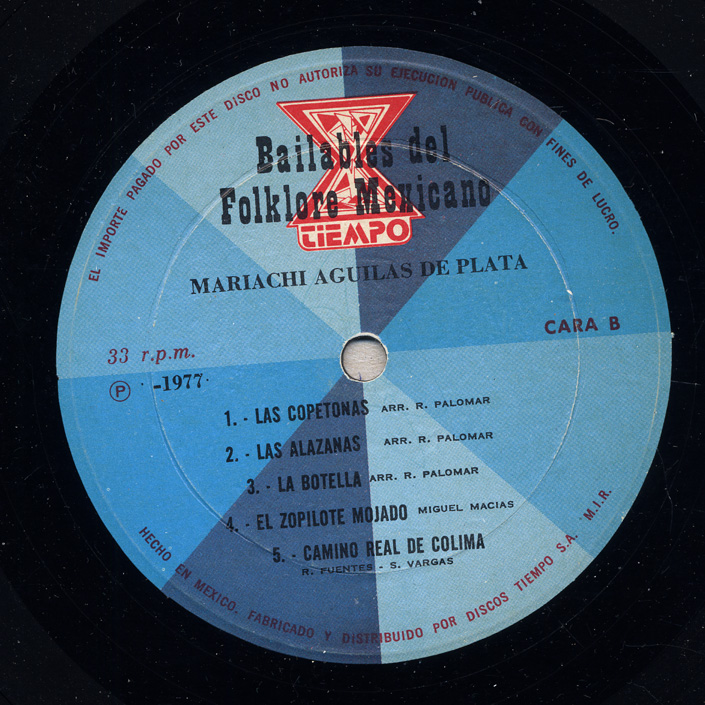 EL IMPORTE PAGADO POR ESTE DISCO NO AUTORIZA SU EJECUCION PUBLICA CON FINES DE LUCRO.
Bailables del
Folklore Mexicano
TIEMPO
MARIACHI AGUILAS DE PLATA
CARA B
33 r.p.m.
Ⓟ -1977
1. - LAS COPETONAS ARR. R. PALOMAR
2. - LAS ALAZANAS ARR. R. PALOMAR
3. - LA BOTELLA ARR. R. PALOMAR
4. - EL ZOPILOTE MOJADO MIGUEL MACIAS
5. - CAMINO REAL DE COLIMA
R. FUENTES - S. VARGAS
HECHO EN MEXICO. FABRICADO Y DISTRIBUIDO POR DISCOS TIEMPO S.A. M.I.R.